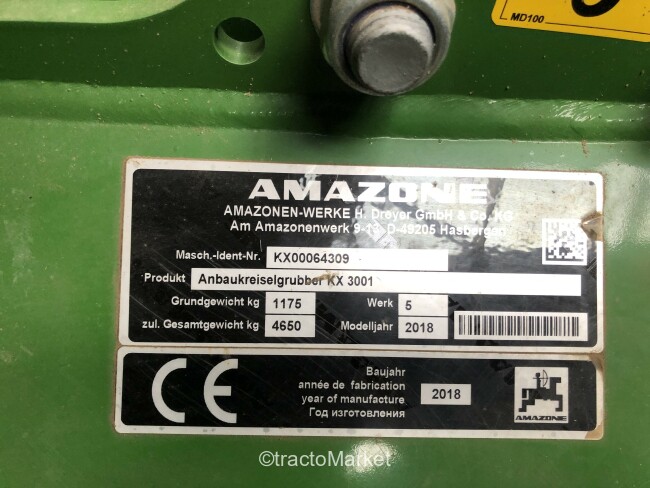 MD100
AMAZONE
AMAZONEN-WERKE H. Dreyer GmbH & Co. KG
Am Amazonenwerk 9-13 D-49205 Hasbergen
Masch.-Ident-Nr. KX00064309
Produkt Anbaukreiselgrubber KX 3001
Grundgewicht kg 1175 Werk 5
zul. Gesamtgewicht kg 4650 Modelljahr 2018
CE
Baujahr
année de fabrication
year of manufacture
Год изготовления
2018
AMAZONE
©tractoMarket